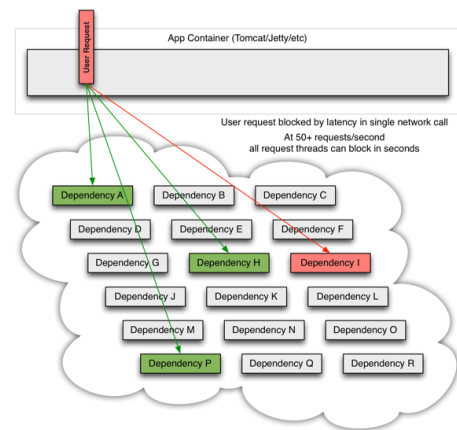 User Request
App Container (Tomcat/Jetty/etc)
User request blocked by latency in single network call
At 50+ requests/second
all request threads can block in seconds
Dependency A
Dependency B
Dependency C
Dependency D
Dependency E
Dependency F
Dependency G
Dependency H
Dependency I
Dependency J
Dependency K
Dependency L
Dependency M
Dependency N
Dependency O
Dependency P
Dependency Q
Dependency R